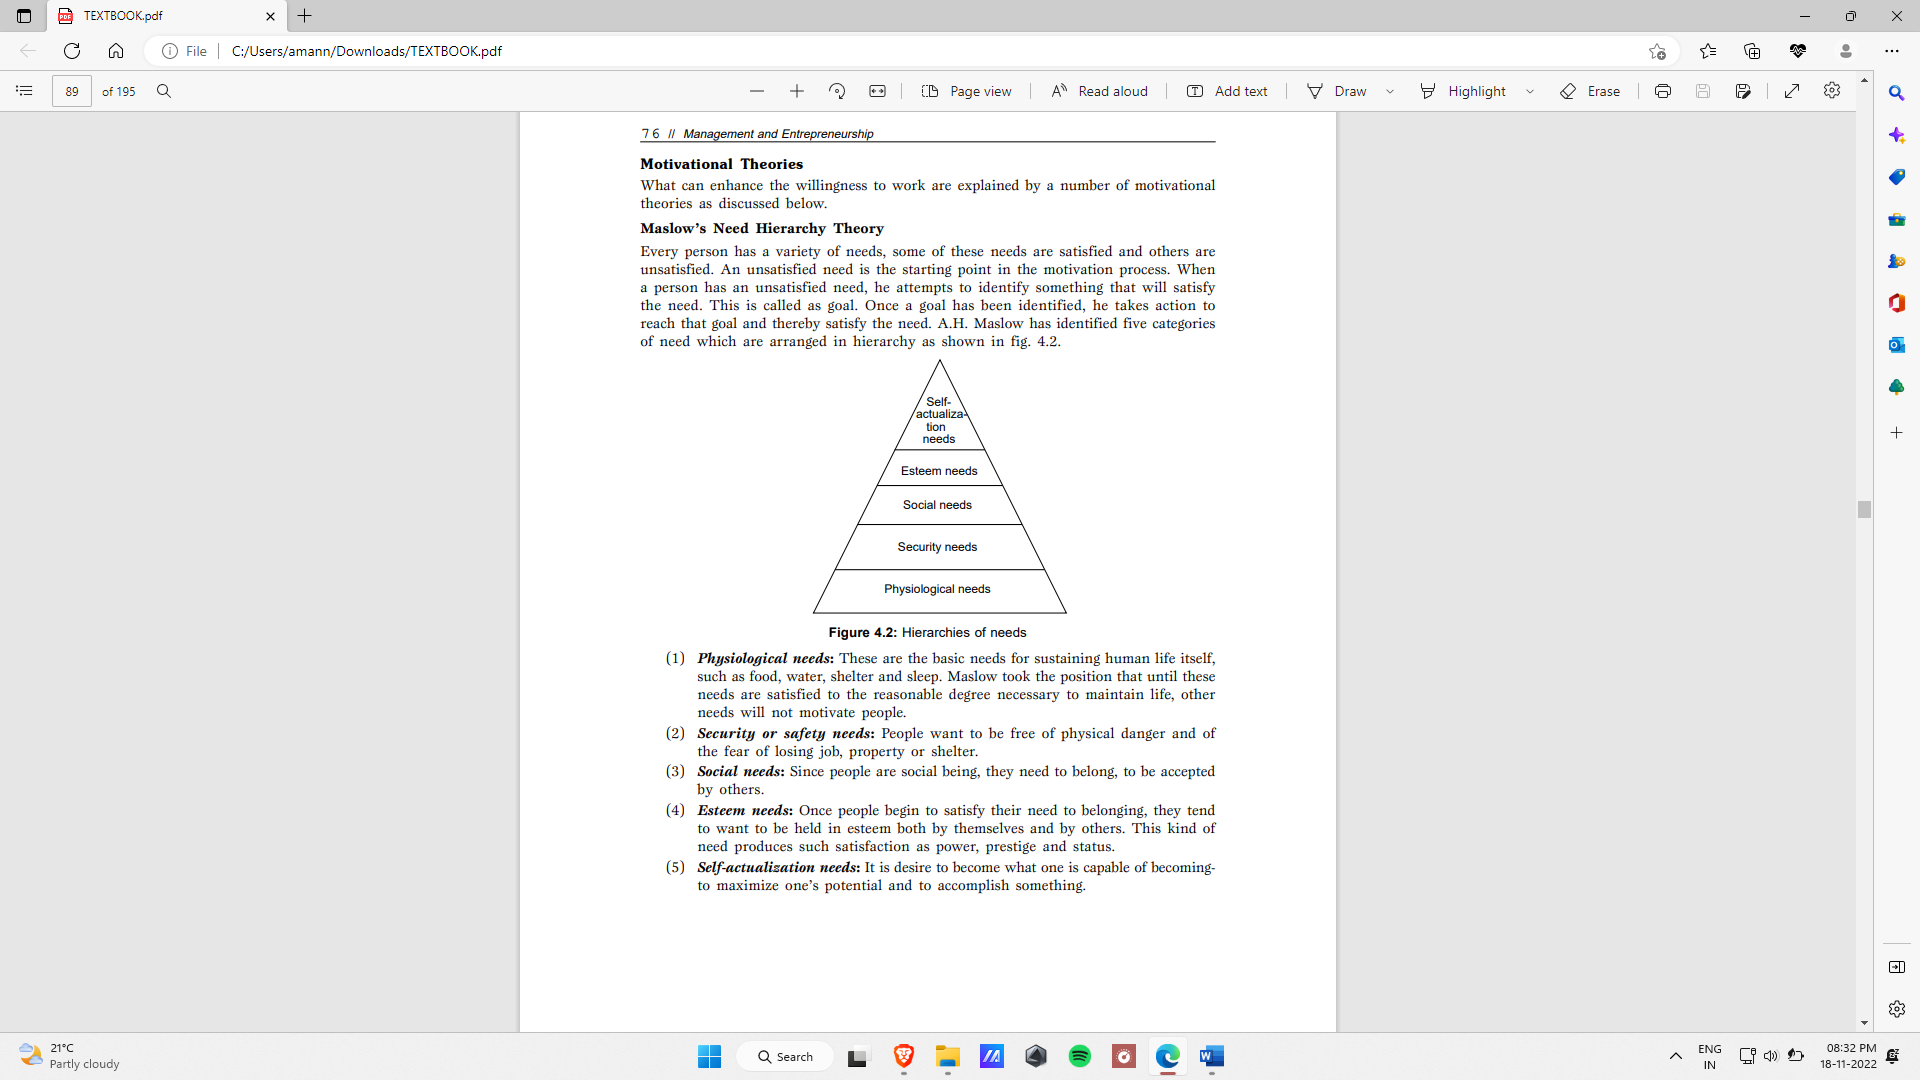 TEXTBOOK.pdf
File
C:/Users/amann/Downloads/TEXTBOOK.pdf
89 of 195
Page view
Read aloud
Add text
Draw
Highlight
Erase
76 // Management and Entrepreneurship
Motivational Theories
What can enhance the willingness to work are explained by a number of motivational
theories as discussed below.
Maslow's Need Hierarchy Theory
Every person has a variety of needs, some of these needs are satisfied and others are
unsatisfied. An unsatisfied need is the starting point in the motivation process. When
a person has an unsatisfied need, he attempts to identify something that will satisfy
the need. This is called as goal. Once a goal has been identified, he takes action to
reach that goal and thereby satisfy the need. A.H. Maslow has identified five categories
of need which are arranged in hierarchy as shown in fig. 4.2.
Self-
actualiza-
tion
needs
Esteem needs
Social needs
Security needs
Physiological needs
Figure 4.2: Hierarchies of needs
(1) Physiological needs: These are the basic needs for sustaining human life itself,
such as food, water, shelter and sleep. Maslow took the position that until these
needs are satisfied to the reasonable degree necessary to maintain life, other
needs will not motivate people.
(2) Security or safety needs: People want to be free of physical danger and of
the fear of losing job, property or shelter.
(3) Social needs: Since people are social being, they need to belong, to be accepted
by others.
(4) Esteem needs: Once people begin to satisfy their need to belonging, they tend
to want to be held in esteem both by themselves and by others. This kind of
need produces such satisfaction as power, prestige and status.
(5) Self-actualization needs: It is desire to become what one is capable of becoming-
to maximize one's potential and to accomplish something.
21°C
Partly cloudy
Search
ENG
IN
08:32 PM
18-11-2022